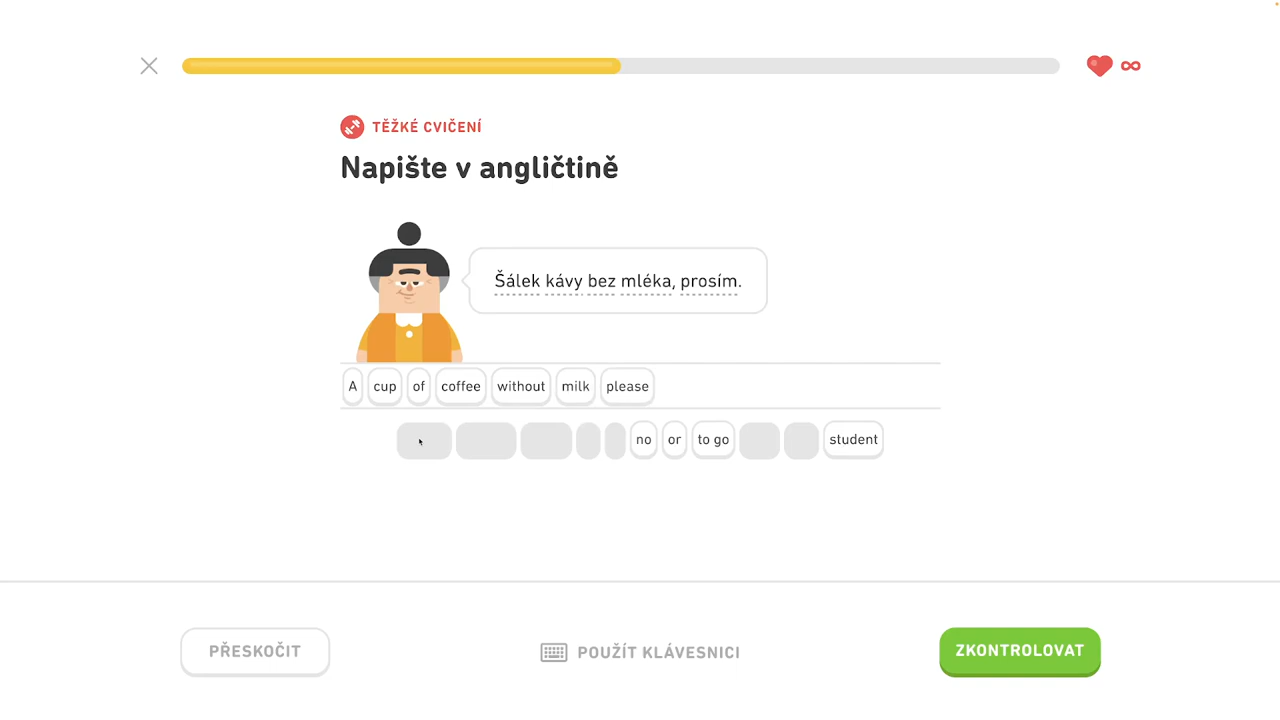 TĚŽKÉ CVIČENÍ
Napište v angličtině
Šálek kávy bez mléka, prosím.
A cup of coffee without milk please
no or to go student
PŘESKOČIT
POUŽÍT KLÁVESNICI
ZKONTROLOVAT